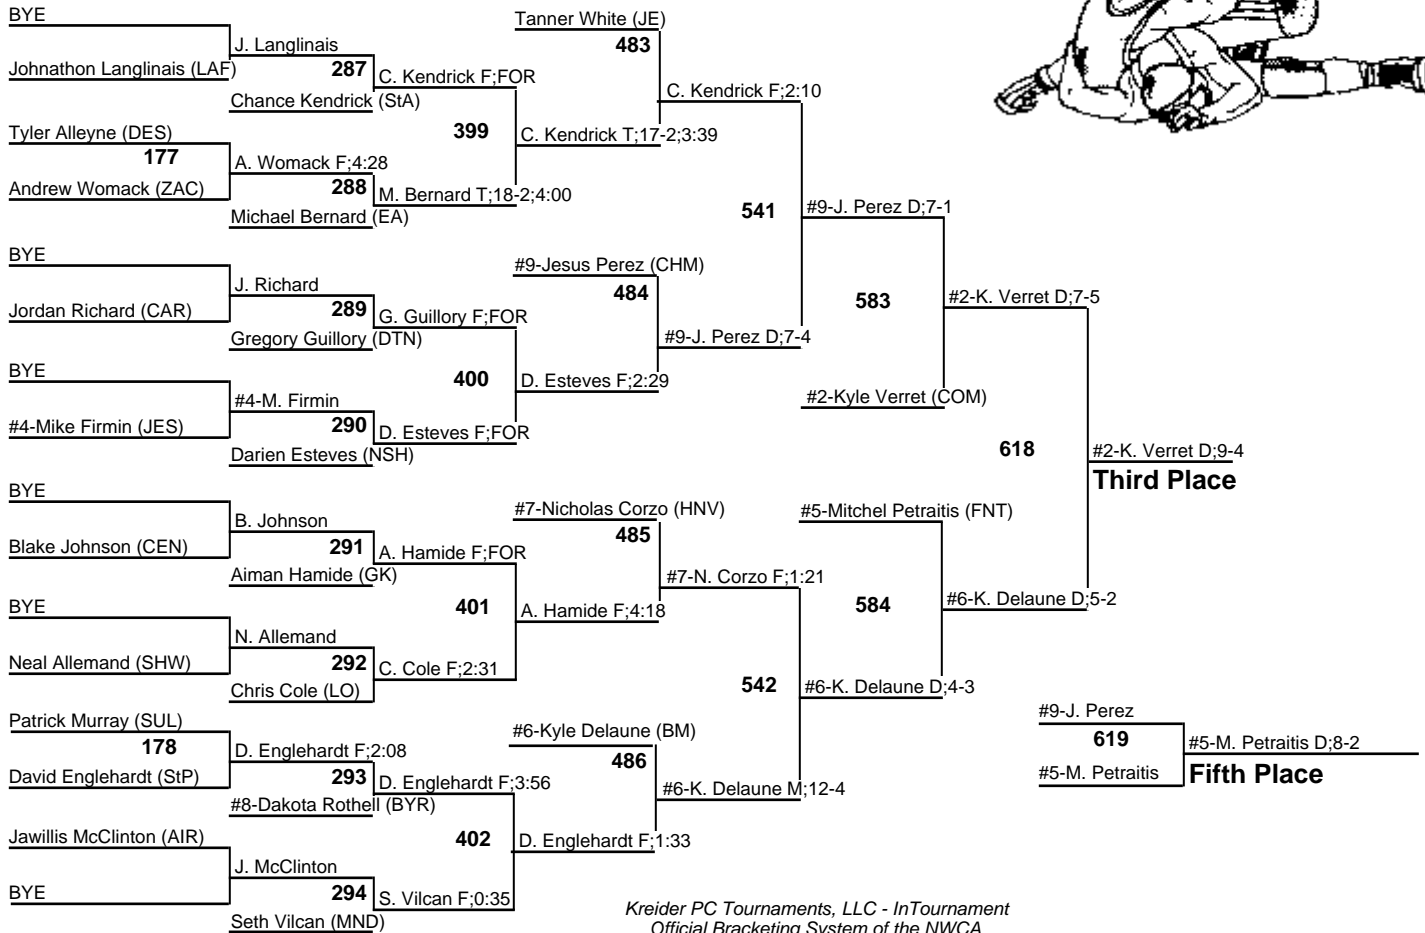 BYE
J. Langlinais
Johnathon Langlinais (LAF)
287
C. Kendrick F;FOR
Chance Kendrick (StA)
Tyler Alleyne (DES)
177
A. Womack F;4:28
Andrew Womack (ZAC)
288
M. Bernard T;18-2;4:00
Michael Bernard (EA)
399
C. Kendrick T;17-2;3:39
Tanner White (JE)
483
C. Kendrick F;2:10
BYE
J. Richard
Jordan Richard (CAR)
289
G. Guillory F;FOR
Gregory Guillory (DTN)
BYE
#4-M. Firmin
#4-Mike Firmin (JES)
290
D. Esteves F;FOR
Darien Esteves (NSH)
400
D. Esteves F;2:29
#9-Jesus Perez (CHM)
484
#9-J. Perez D;7-4
541
#9-J. Perez D;7-1
583
#2-K. Verret D;7-5
#2-Kyle Verret (COM)
618
#2-K. Verret D;9-4
Third Place
BYE
B. Johnson
Blake Johnson (CEN)
291
A. Hamide F;FOR
Aiman Hamide (GK)
BYE
N. Allemand
Neal Allemand (SHW)
292
C. Cole F;2:31
Chris Cole (LO)
401
A. Hamide F;4:18
#7-Nicholas Corzo (HNV)
485
#7-N. Corzo F;1:21
#5-Mitchel Petraitis (FNT)
584
#6-K. Delaune D;5-2
542
#6-K. Delaune D;4-3
Patrick Murray (SUL)
178
D. Englehardt F;2:08
David Englehardt (StP)
293
D. Englehardt F;3:56
#8-Dakota Rothell (BYR)
Jawillis McClinton (AIR)
J. McClinton
BYE
294
S. Vilcan F;0:35
Seth Vilcan (MND)
402
D. Englehardt F;1:33
#6-Kyle Delaune (BM)
486
#6-K. Delaune M;12-4
#9-J. Perez
619
#5-M. Petraitis D;8-2
#5-M. Petraitis
Fifth Place
Kreider PC Tournaments, LLC - InTournament
Official Bracketing System of the NWCA